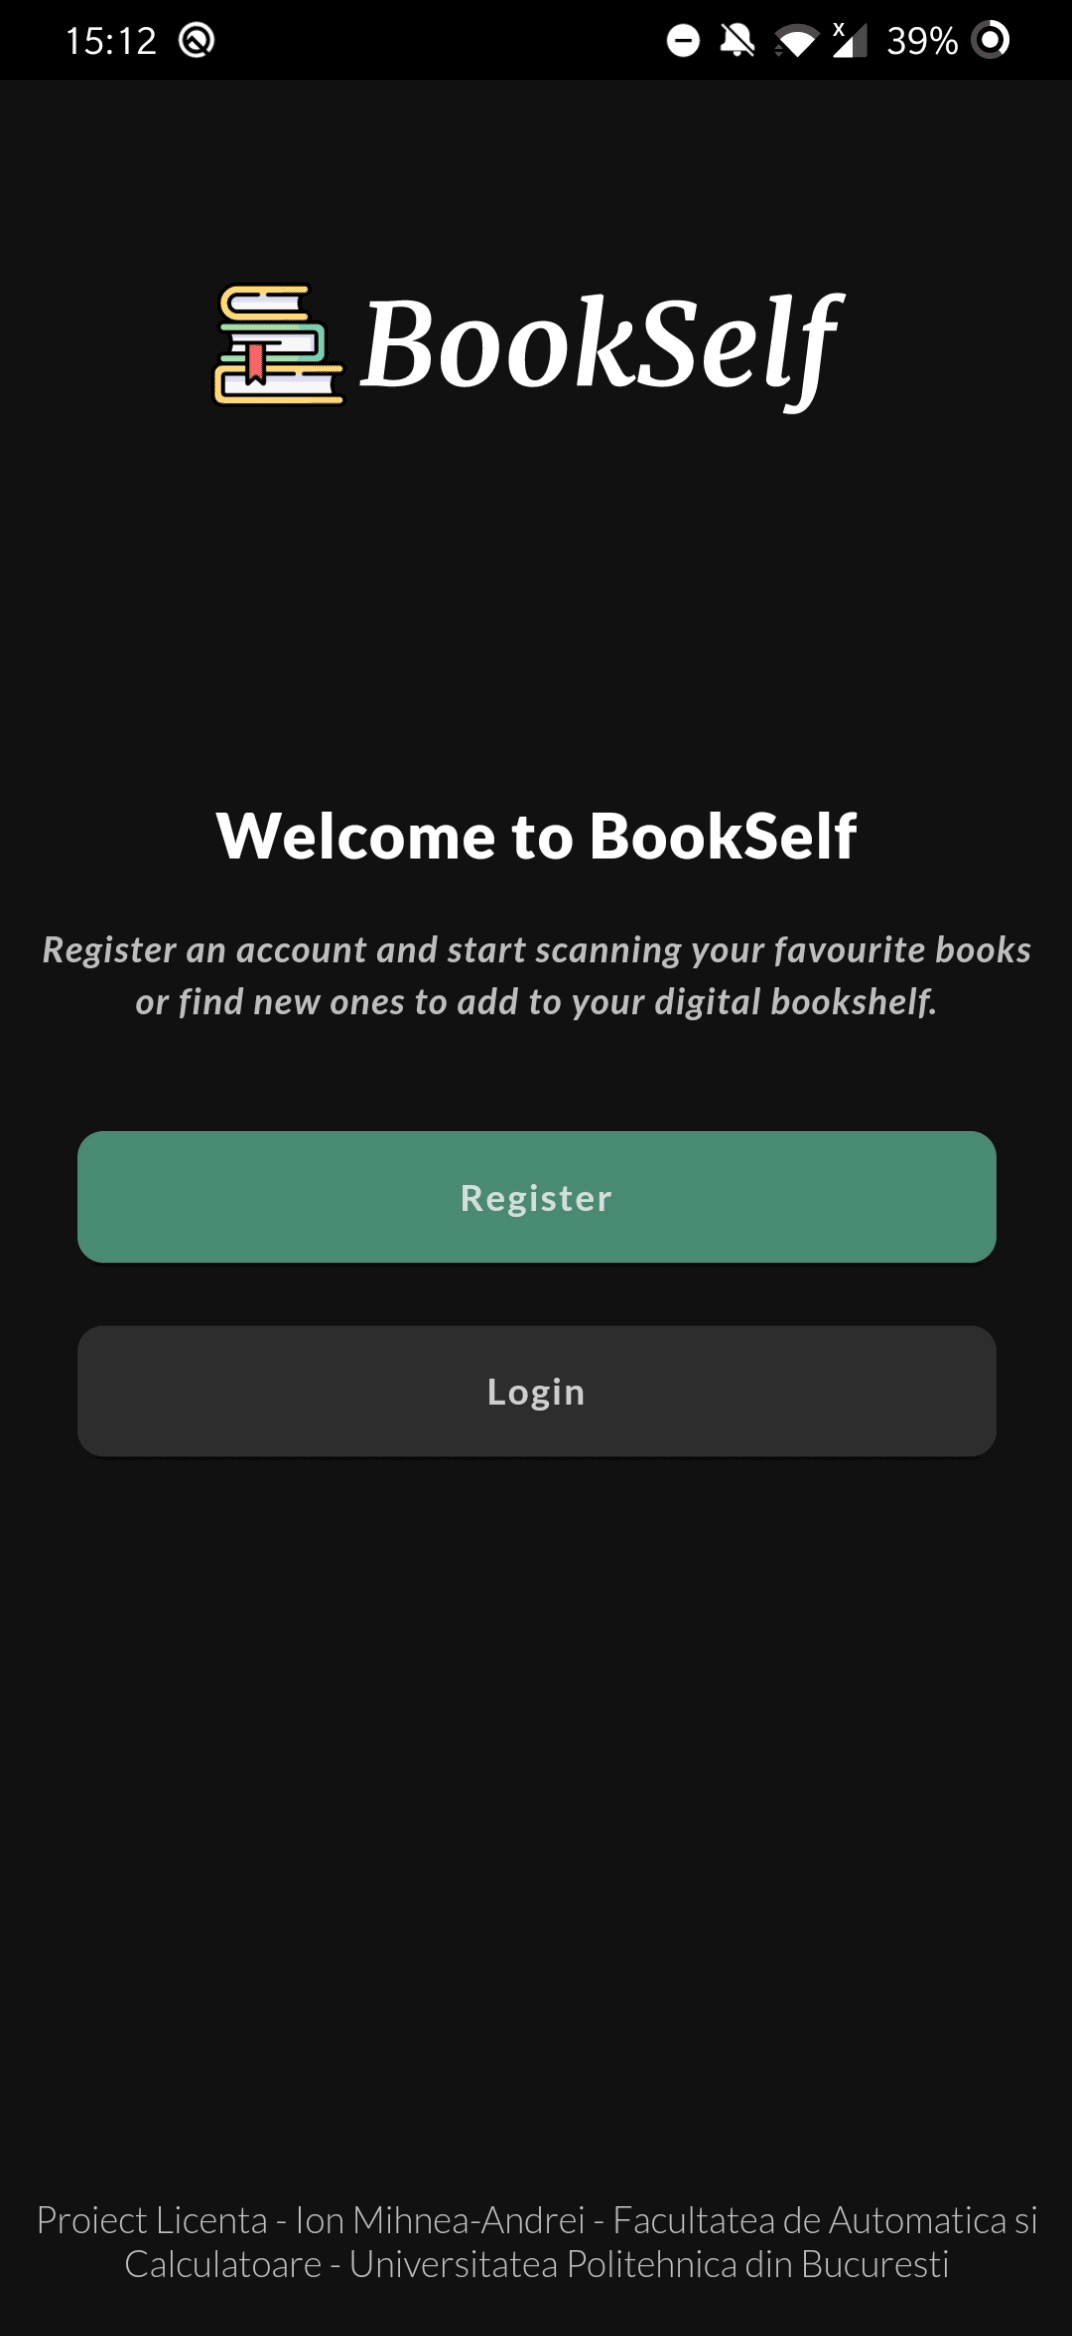 15:12
39%
BookSelf
Welcome to BookSelf
Register an account and start scanning your favourite books
or find new ones to add to your digital bookshelf.
Register
Login
Proiect Licenta - Ion Mihnea-Andrei - Facultatea de Automatica si
Calculatoare - Universitatea Politehnica din Bucuresti